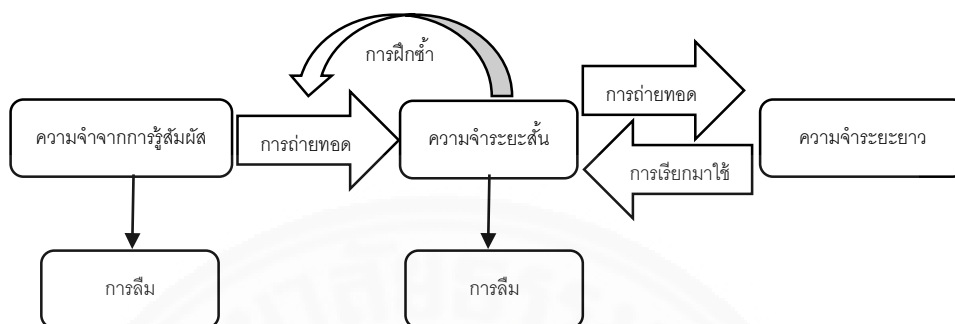 การฝึกซ้ำ
การถ่ายทอด
ความจำจากการรู้สัมผัส
การถ่ายทอด
ความจำระยะสั้น
ความจำระยะยาว
การเรียกมาใช้
การลืม
การลืม